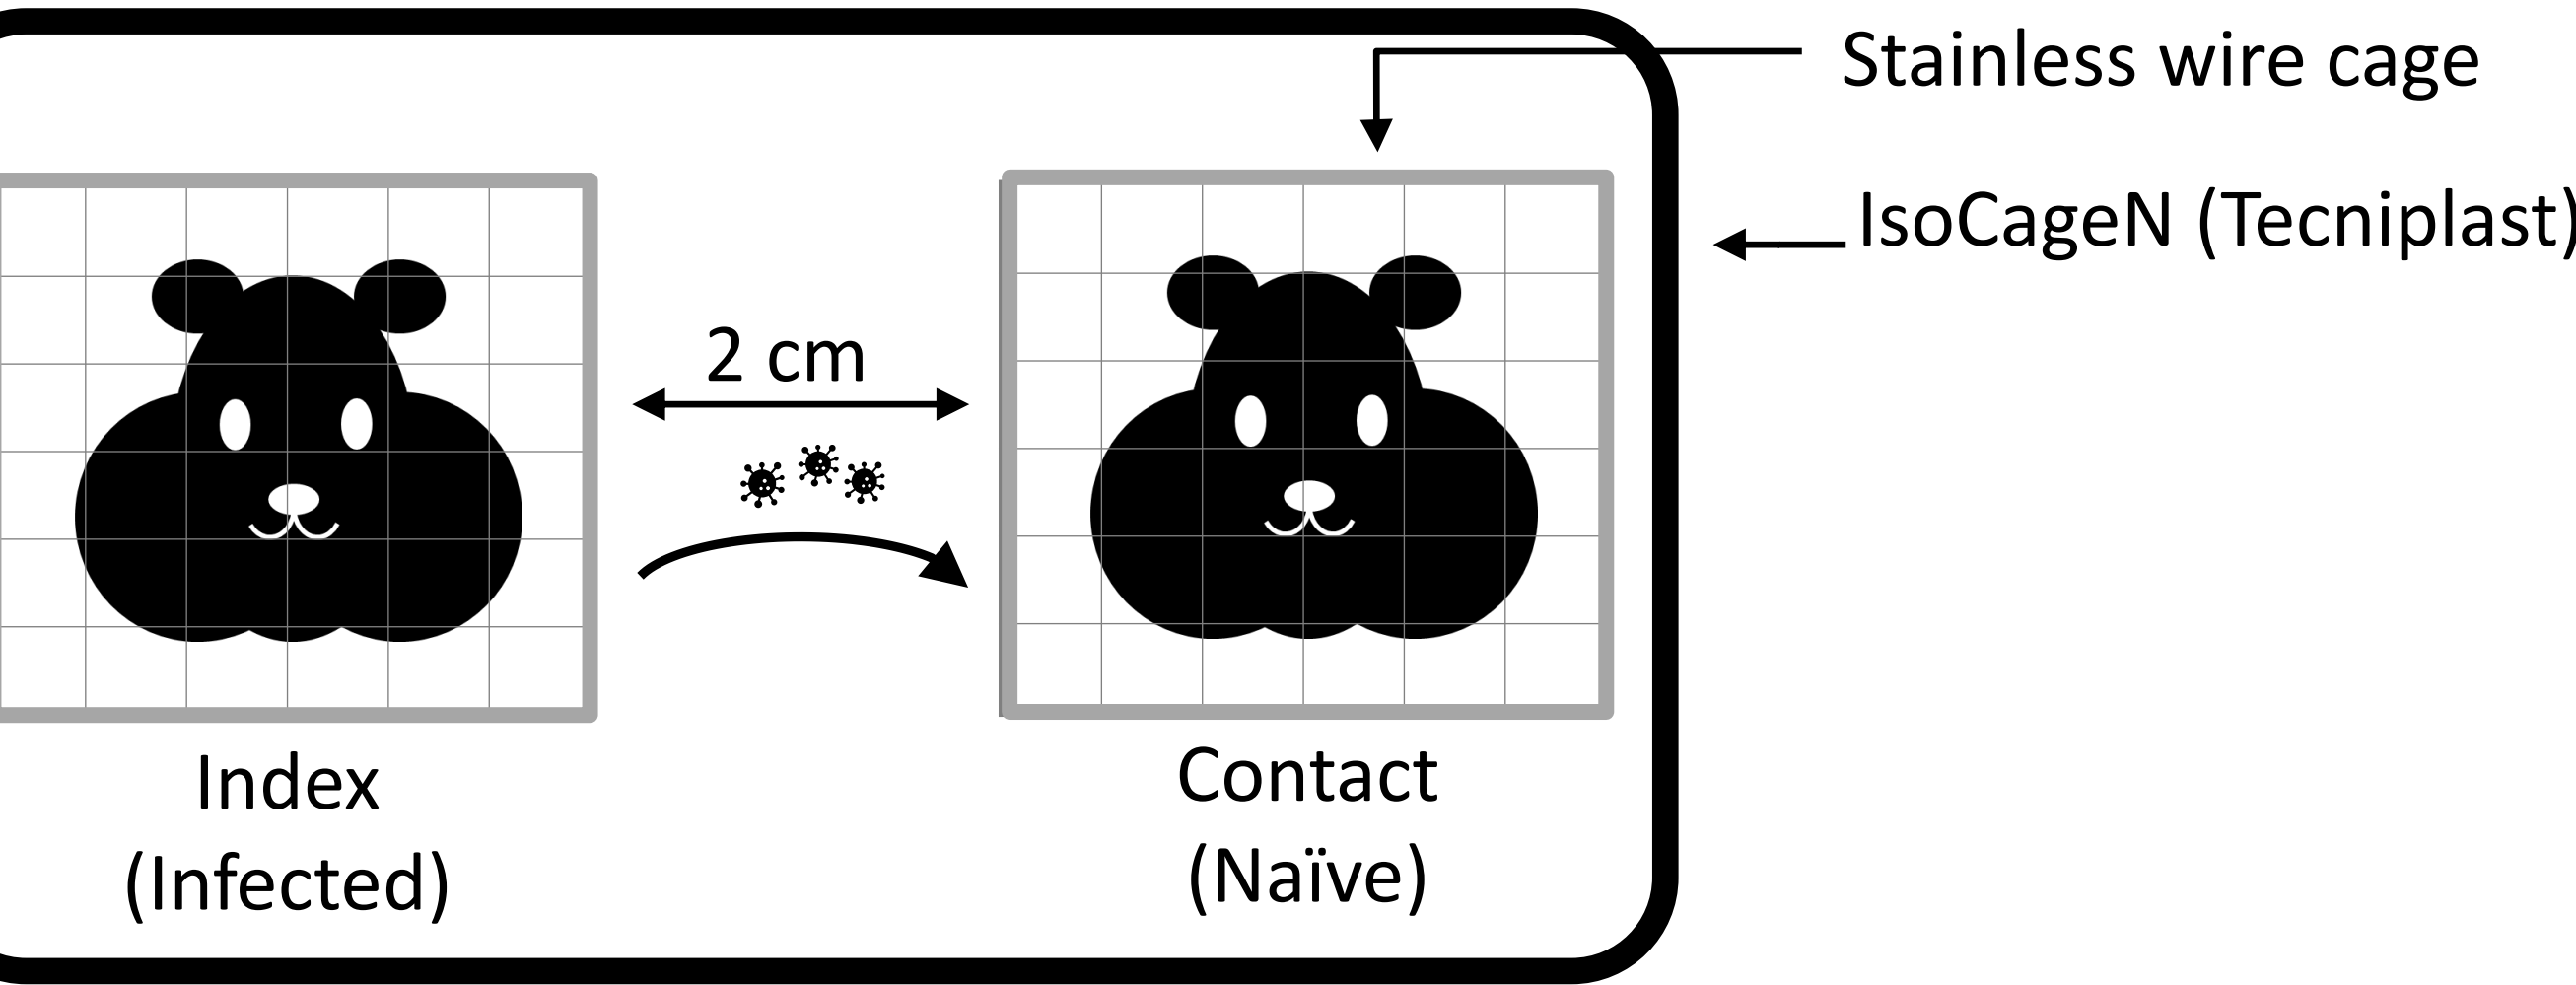 Stainless wire cage
IsoCageN (Tecniplast)
2 cm
Index
(Infected)
Contact
(Naïve)